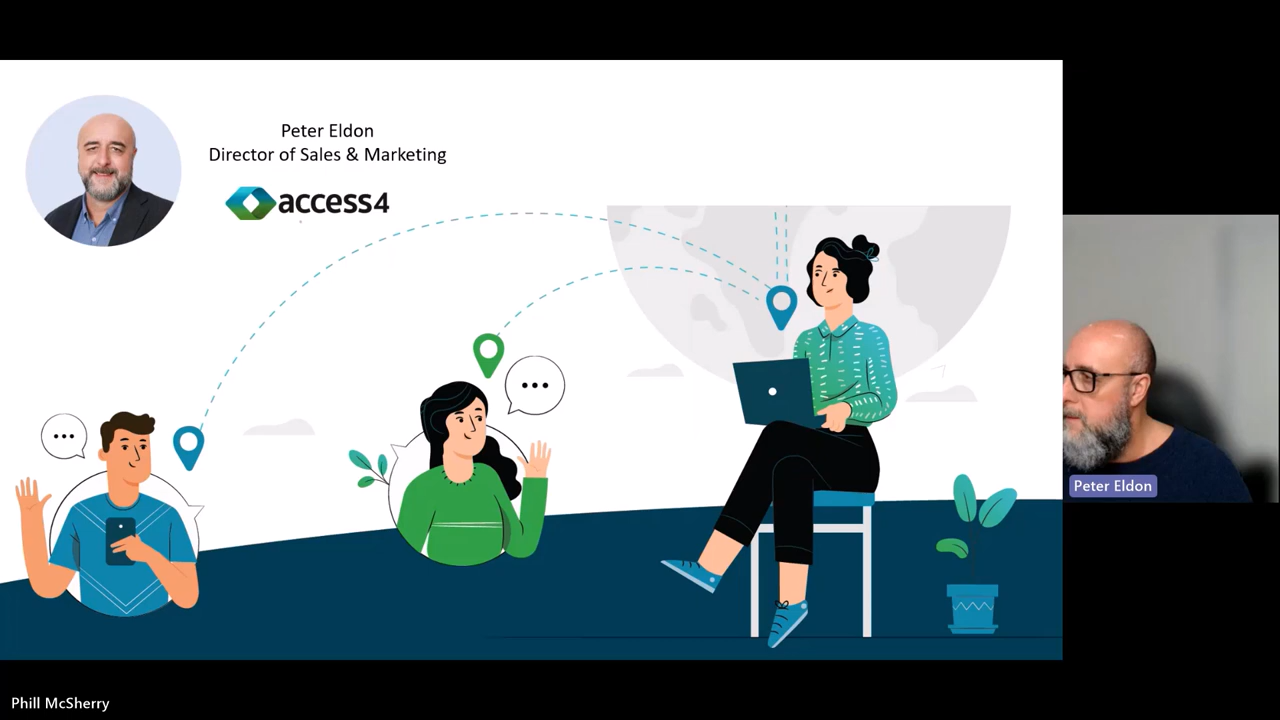 Peter Eldon
Director of Sales & Marketing
access4
Peter Eldon
Phill McSherry